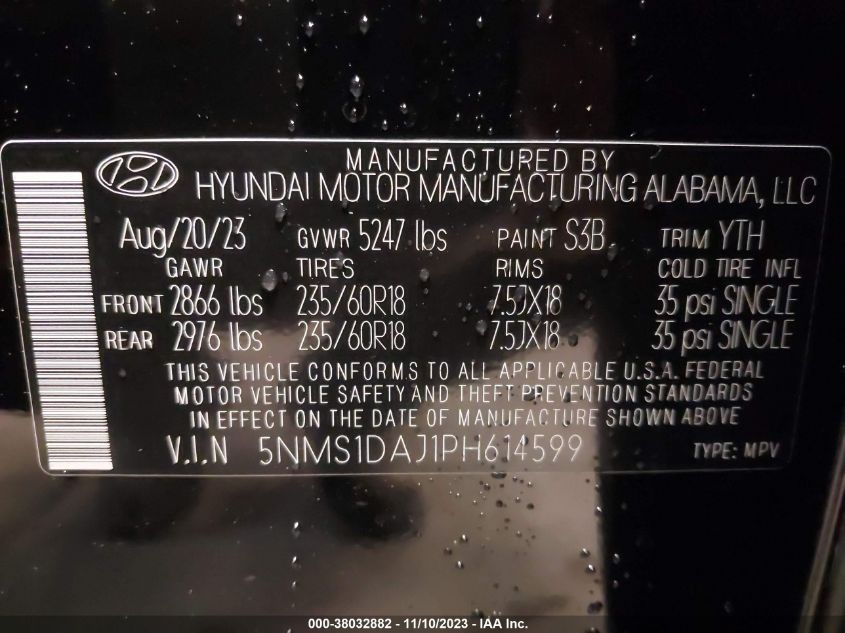 MANUFACTURED BY
HYUNDAI MOTOR MANUFACTURING ALABAMA, LLC
Aug/20/23 GVWR 5247 lbs PAINT S3B TRIM YTH
GAWR TIRES RIMS COLD TIRE INFL
FRONT 2866 lbs 235/60R18 7.5JX18 35 psi SINGLE
REAR 2976 lbs 235/60R18 7.5JX18 35 psi SINGLE
THIS VEHICLE CONFORMS TO ALL APPLICABLE U.S.A. FEDERAL
MOTOR VEHICLE SAFETY AND THEFT PREVENTION STANDARDS
IN EFFECT ON THE DATE OF MANUFACTURE SHOWN ABOVE
V.I.N 5NMS1DAJ1PH614599 TYPE: MPV
000-38032882 - 11/10/2023 - IAA Inc.